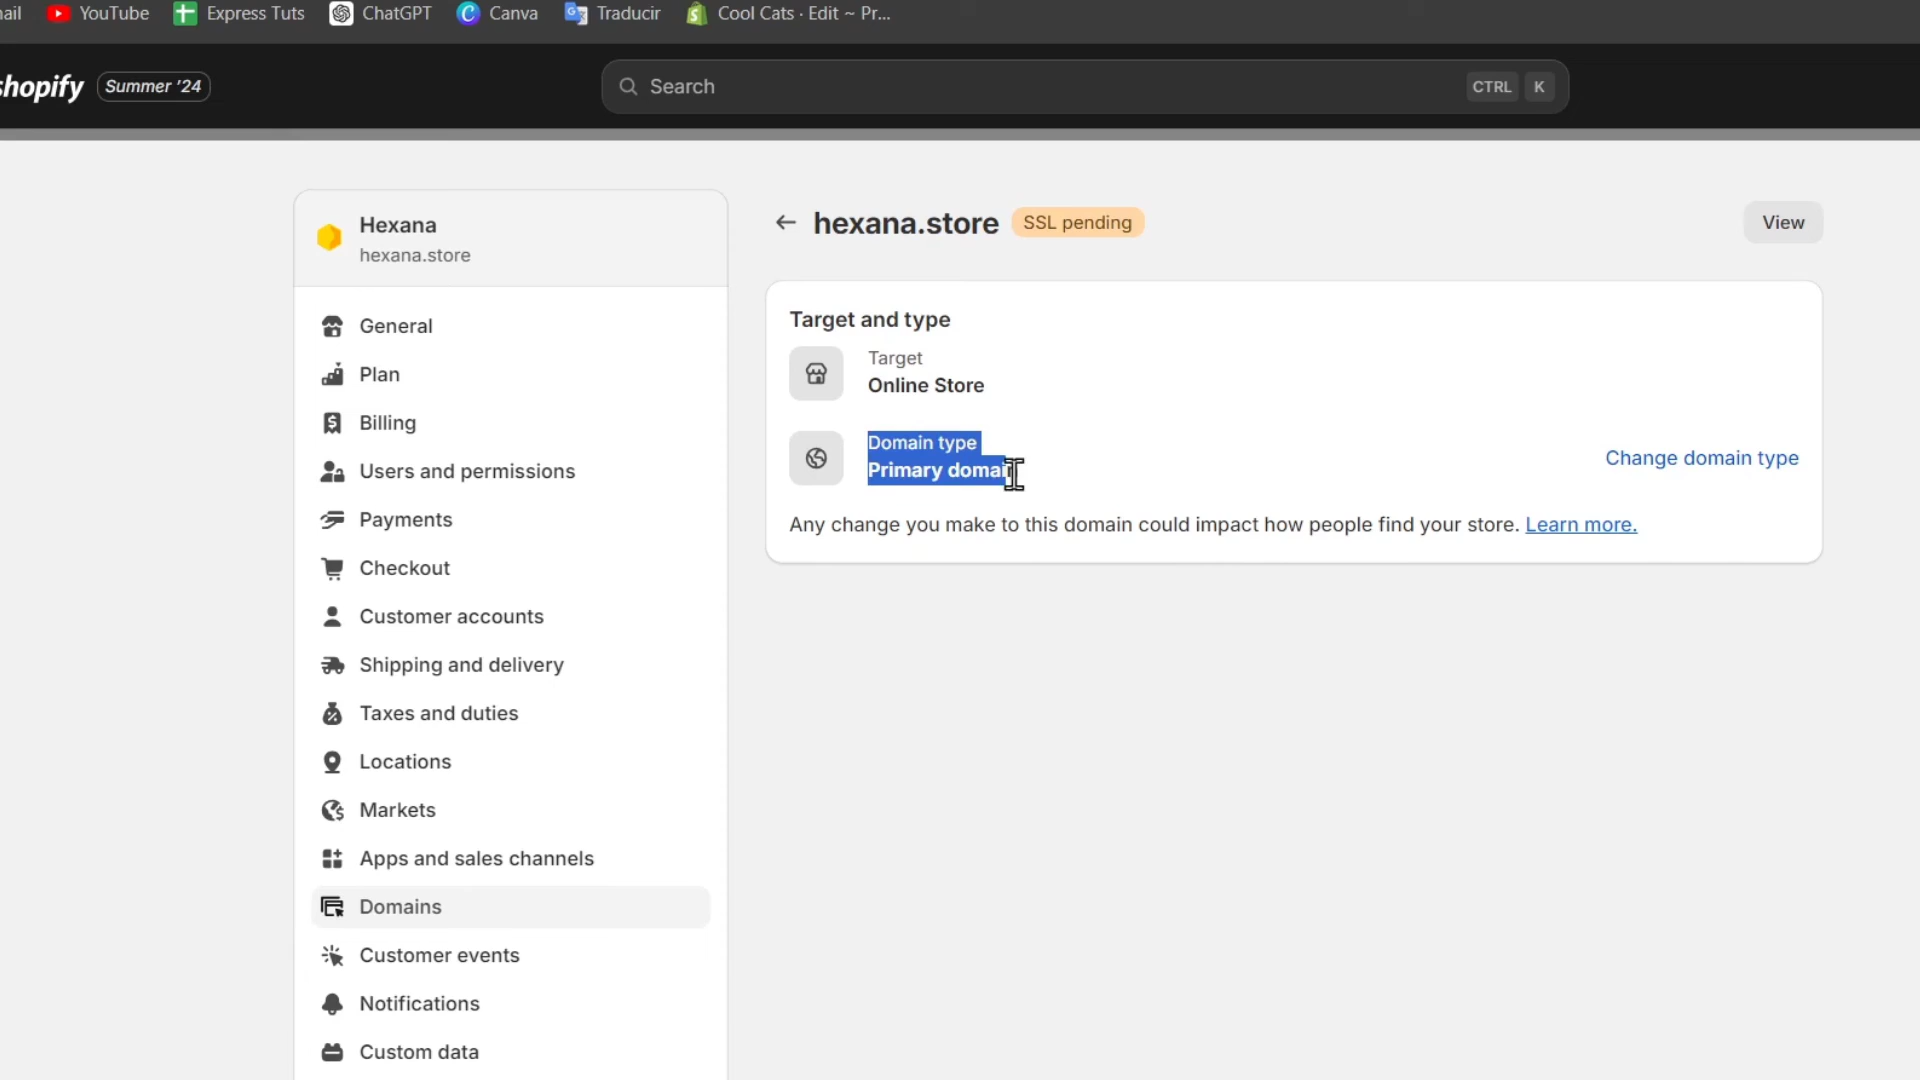 YouTube Express Tuts ChatGPT Canva Traducir Cool Cats · Edit ~ Pr...
shopify Summer '24 Search CTRL K
Hexana
hexana.store
General
Plan
Billing
Users and permissions
Payments
Checkout
Customer accounts
Shipping and delivery
Taxes and duties
Locations
Markets
Apps and sales channels
Domains
Customer events
Notifications
Custom data
hexana.store SSL pending View
Target and type
Target
Online Store
Domain type
Primary domain
Change domain type
Any change you make to this domain could impact how people find your store. Learn more.